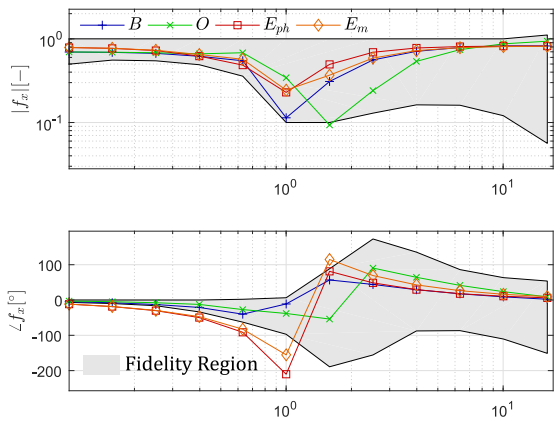 B O E_ph E_m
|f_x|[−]
10^0
10^-1
10^0 10^1
∠f_x[°]
100
0
-100
-200
Fidelity Region
10^0 10^1